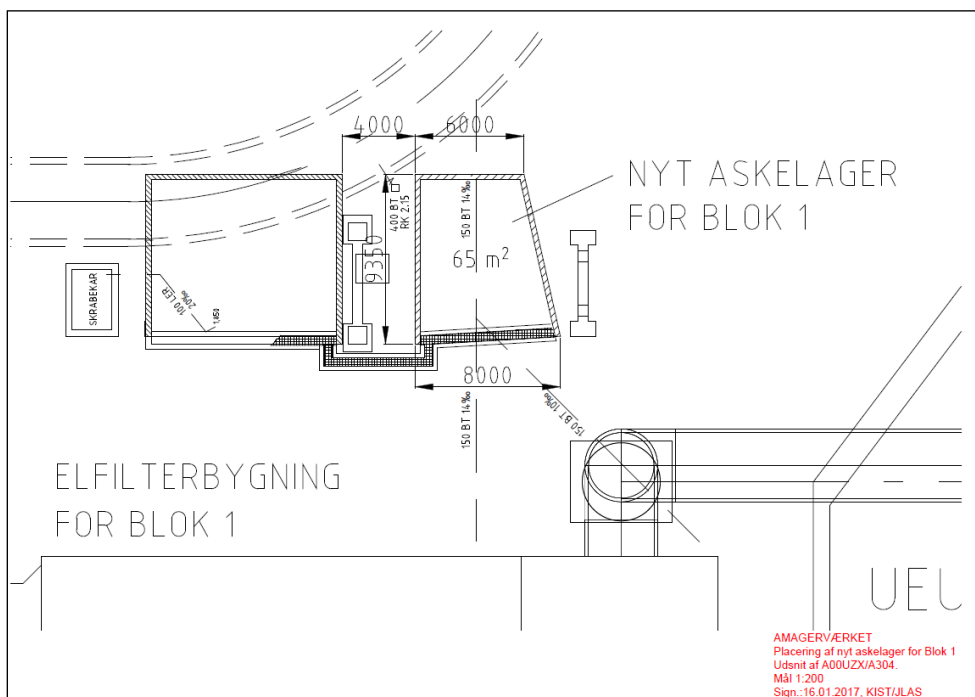 4000
6000
NYT ASKELAGER
FOR BLOK 1
400 BT
RK 2.15
150 BT 14‰
9350
65 m²
SKRABEKAR
100 LER
20‰
8000
150 BT 14‰
150 BT 10‰
ELFILTERBYGNING
FOR BLOK 1
AMAGERVÆRKET
Placering af nyt askelager for Blok 1
Udsnit af A00UZX/A304.
Mål 1:200
Sign.:16.01.2017, KIST/JLAS